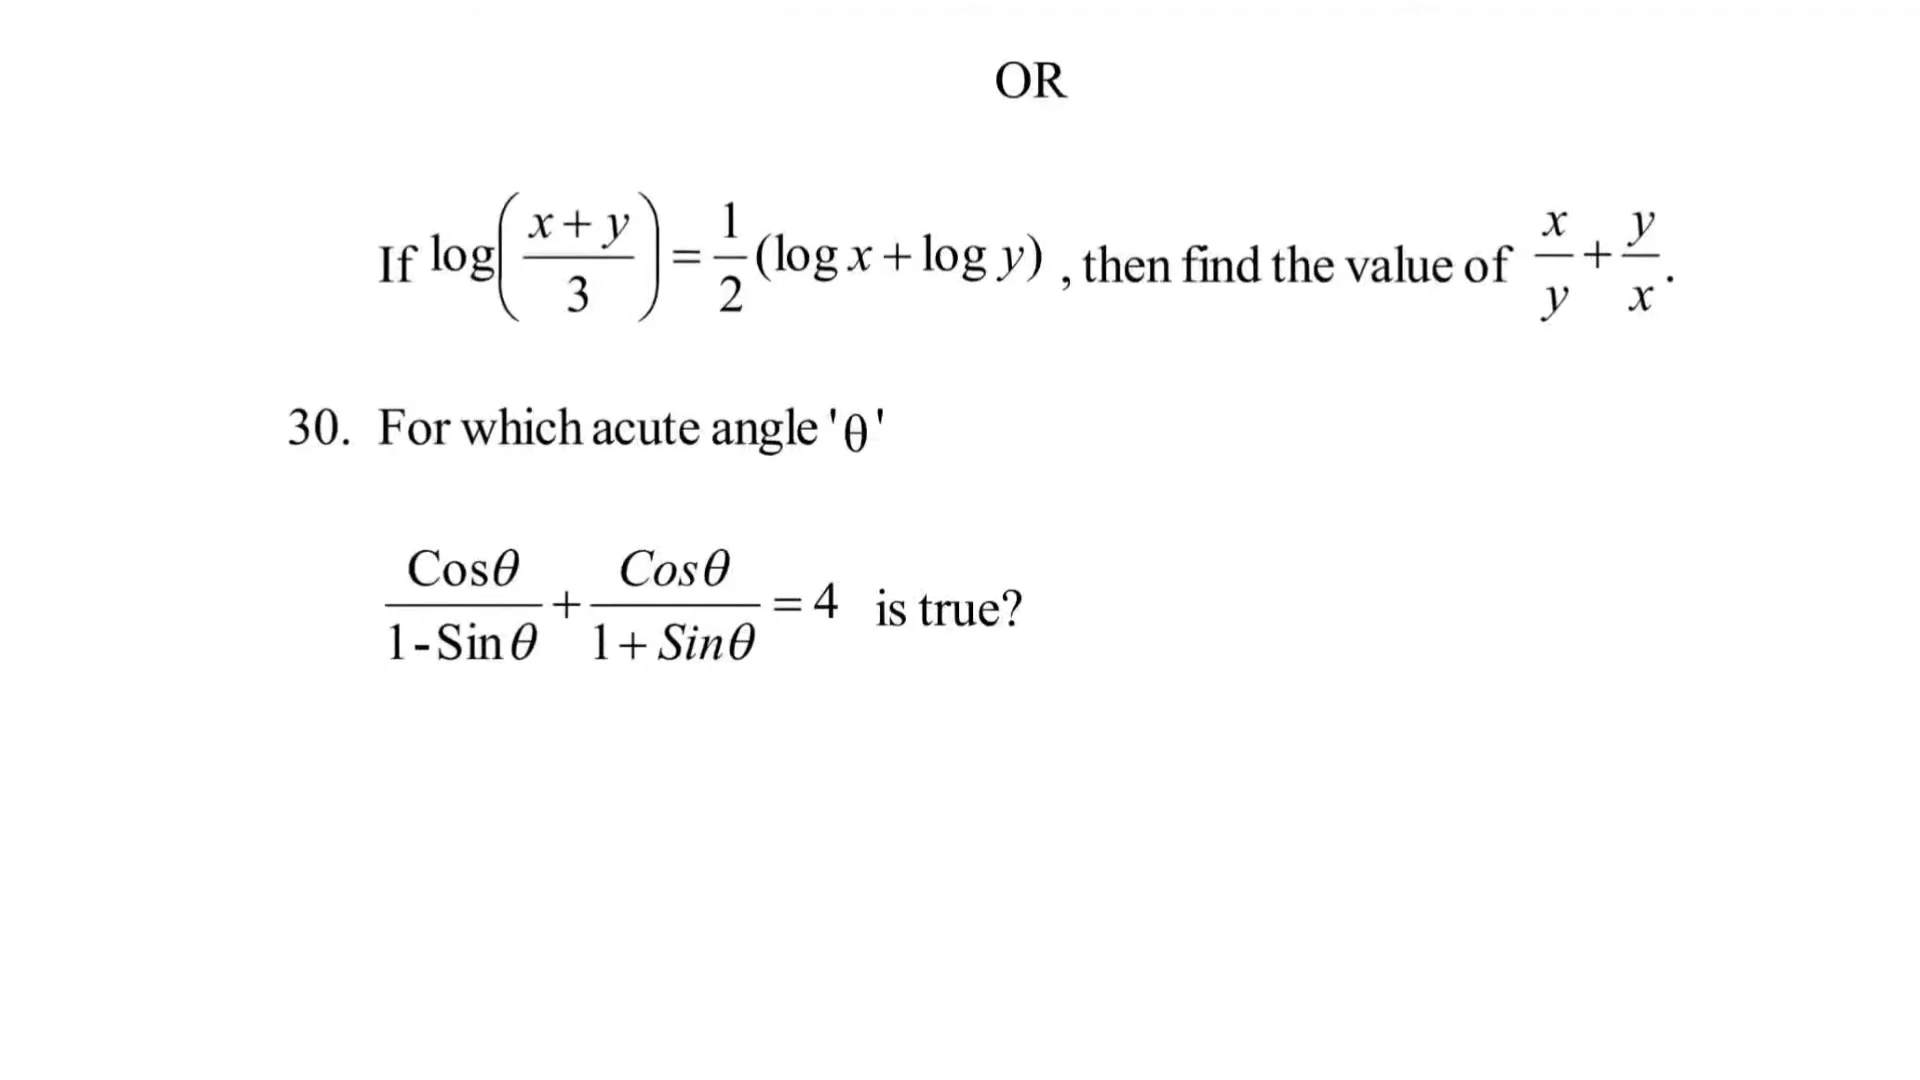 OR
If log((x + y)/3) = 1/2 (log x + log y) , then find the value of x/y + y/x .
30. For which acute angle 'θ'
Cosθ/(1 - Sinθ) + Cosθ/(1 + Sinθ) = 4 is true?